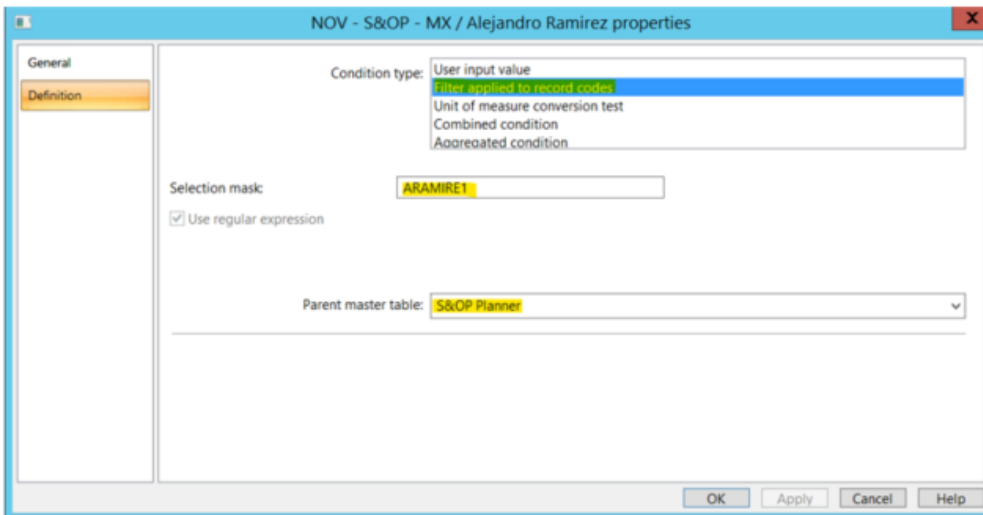 NOV - S&OP - MX / Alejandro Ramirez properties
x
General
Definition
Condition type:
User input value
Filter applied to record codes
Unit of measure conversion test
Combined condition
Aggregated condition
Selection mask:
ARAMIRE1
Use regular expression
Parent master table:
S&OP Planner
OK
Apply
Cancel
Help